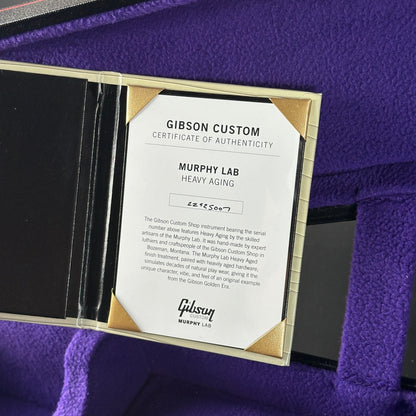 GIBSON CUSTOM
CERTIFICATE OF AUTHENTICITY
MURPHY LAB
HEAVY AGING
The Gibson Custom Shop instrument bearing the serial
number above features Heavy Aging by the skilled
artisans of the Murphy Lab. It was hand-made by expert
luthiers and craftspeople of the Gibson Custom Shop in
Bozeman, Montana. The Murphy Lab Heavy Aged
finish treatment, paired with heavily aged hardware,
simulates decades of natural play wear, giving it the
unique character, vibe, and feel of an original example
from the Gibson Golden Era.
Gibson
CUSTOM
MURPHY LAB